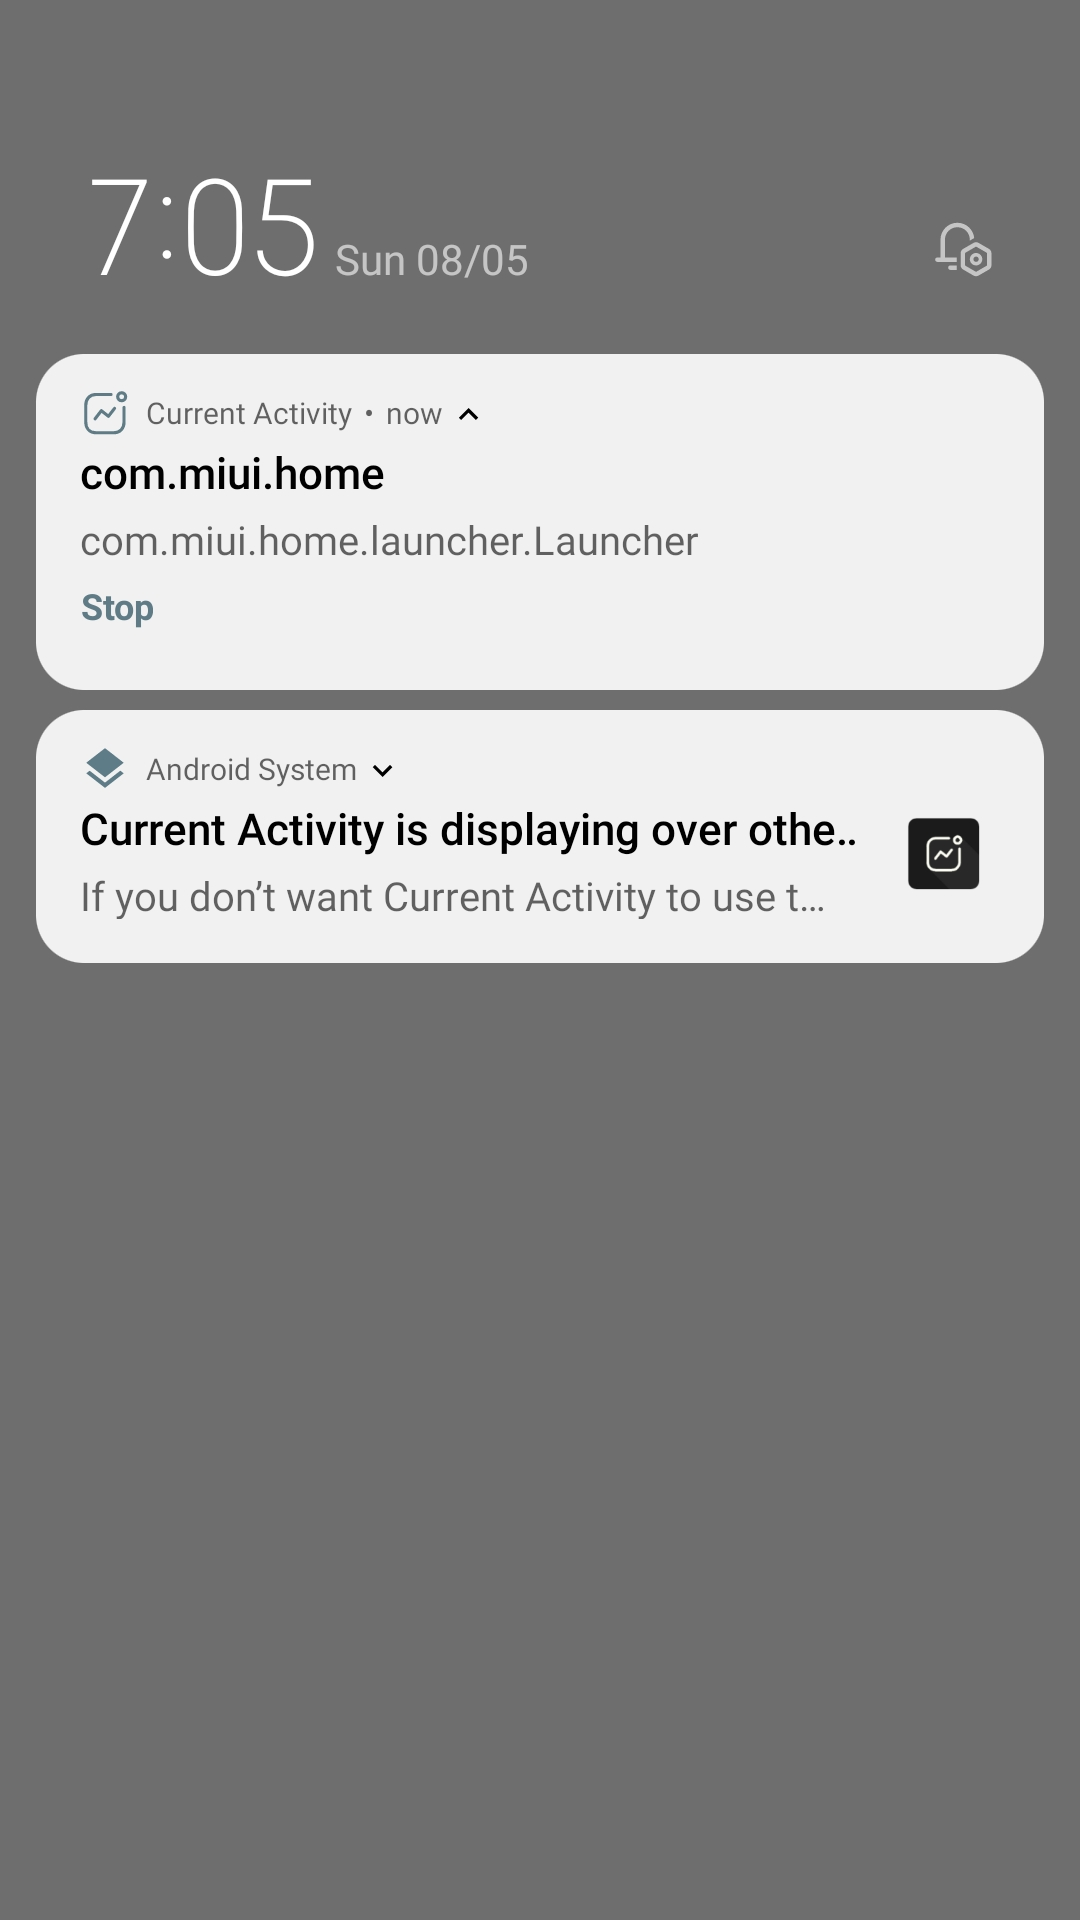 7:05 Sun 08/05
Current Activity • now
com.miui.home
com.miui.home.launcher.Launcher
Stop
Android System
Current Activity is displaying over othe..
If you don’t want Current Activity to use t…